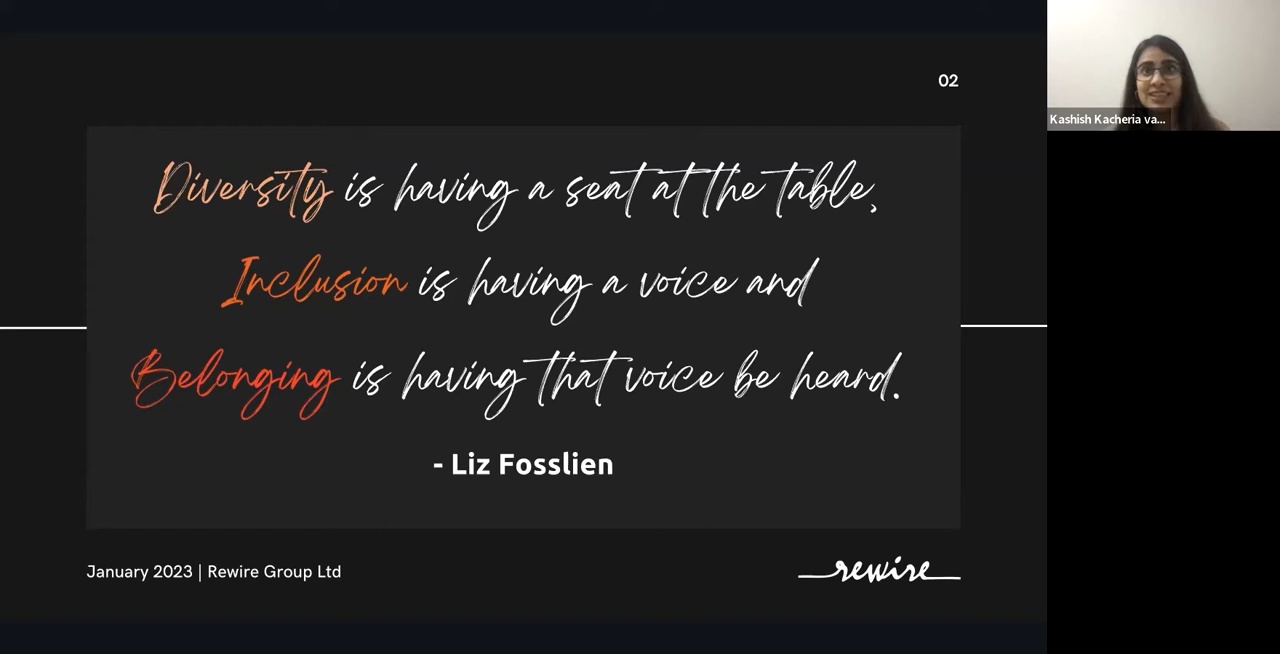 02
Diversity is having a seat at the table,
Inclusion is having a voice and
Belonging is having that voice be heard.
- Liz Fosslien
January 2023 | Rewire Group Ltd
rewire
Kashish Kacheria va...